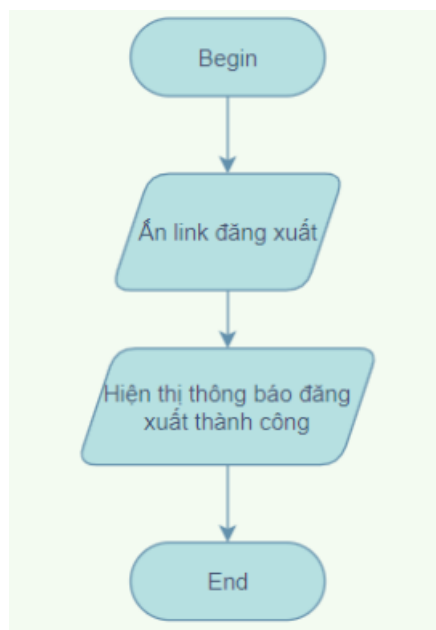 Begin
Ấn link đăng xuất
Hiện thị thông báo đăng
xuất thành công
End